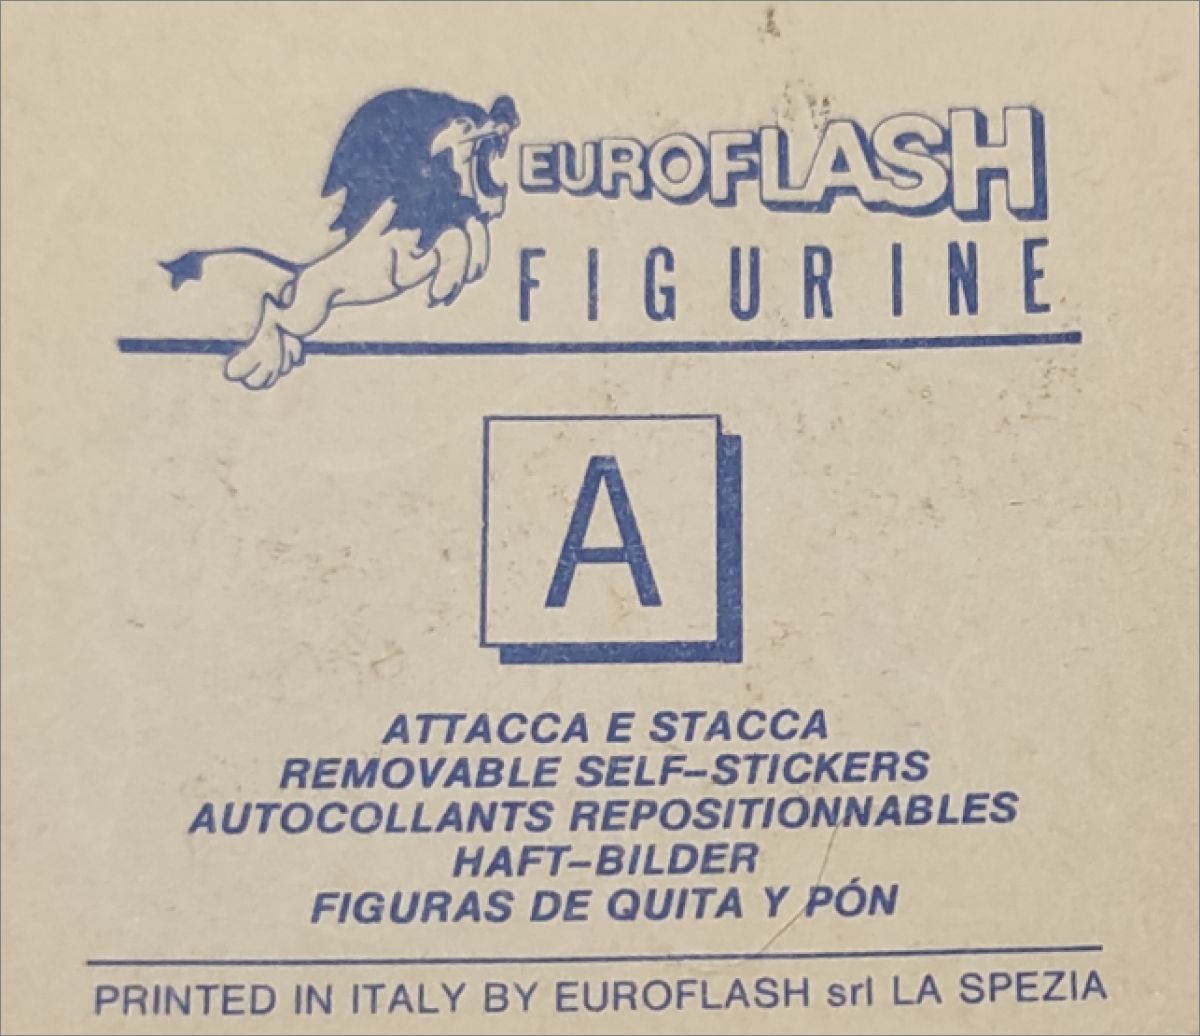 EUROFLASH
FIGURINE
A
ATTACCA E STACCA
REMOVABLE SELF-STICKERS
AUTOCOLLANTS REPOSITIONNABLES
HAFT-BILDER
FIGURAS DE QUITA Y PÓN
PRINTED IN ITALY BY EUROFLASH srl LA SPEZIA